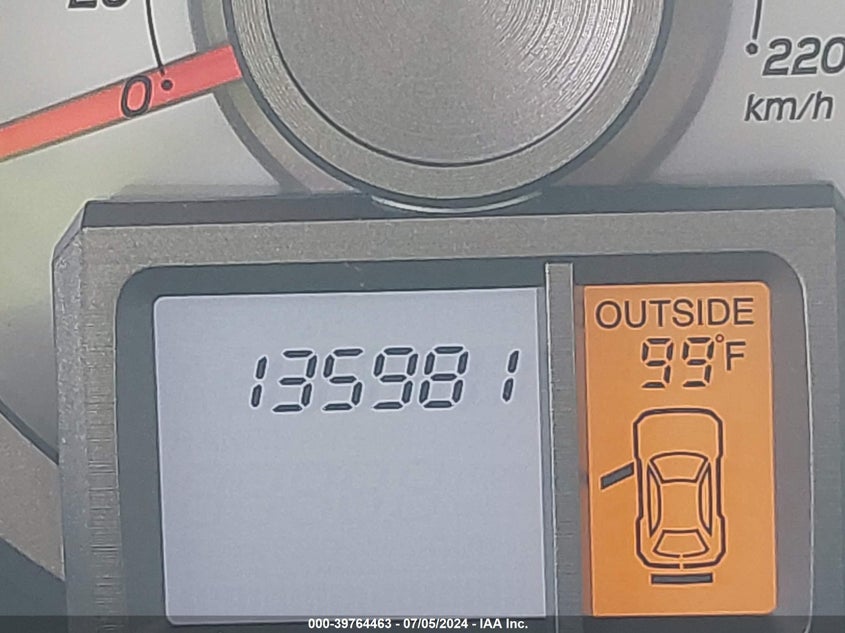 0
220
km/h
135981
OUTSIDE
99°F
000-39764463 - 07/05/2024 - IAA Inc.